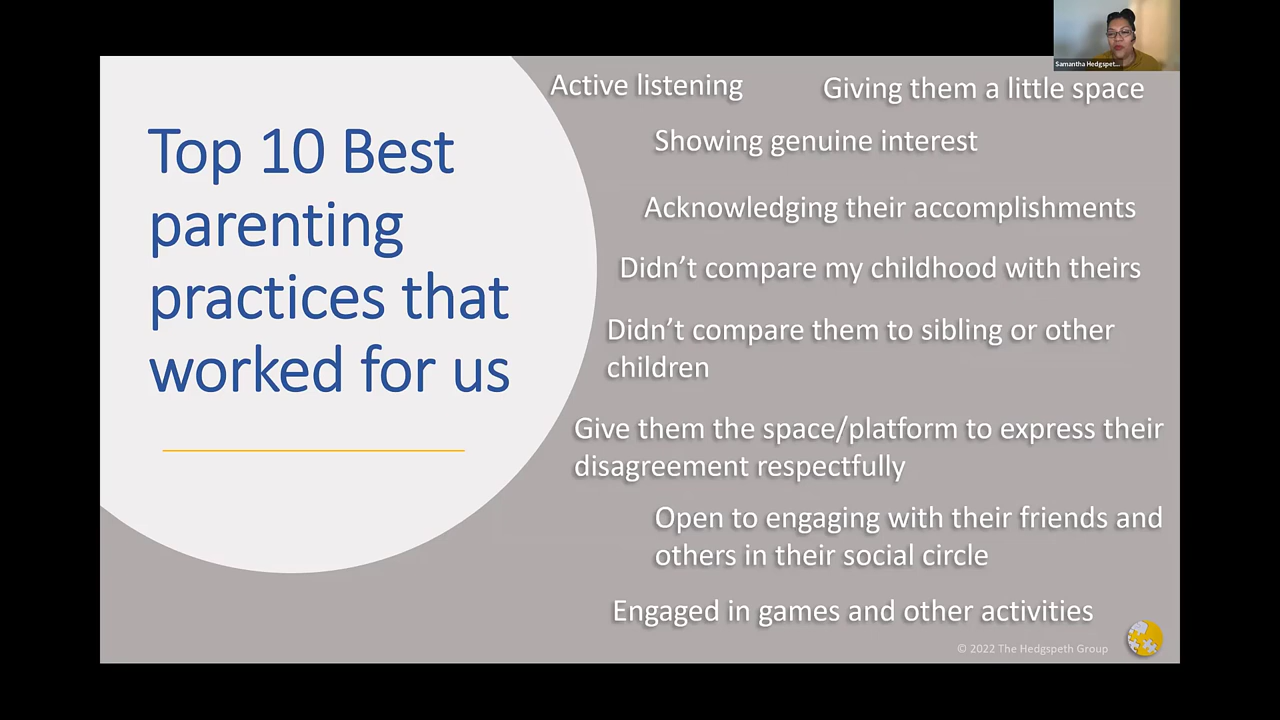 Samantha Hedgspet...
Active listening
Giving them a little space
Top 10 Best
parenting
practices that
worked for us
Showing genuine interest
Acknowledging their accomplishments
Didn't compare my childhood with theirs
Didn't compare them to sibling or other
children
Give them the space/platform to express their
disagreement respectfully
Open to engaging with their friends and
others in their social circle
Engaged in games and other activities
© 2022 The Hedgspeth Group